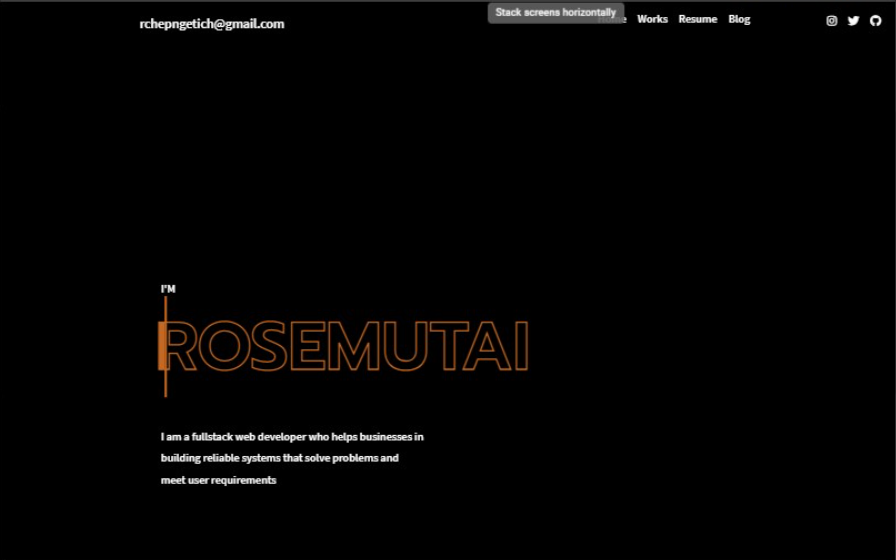 rchepngetich@gmail.com
Stack screens horizontally
Works
Resume
Blog
I'M
ROSEMUTAI
I am a fullstack web developer who helps businesses in
building reliable systems that solve problems and
meet user requirements